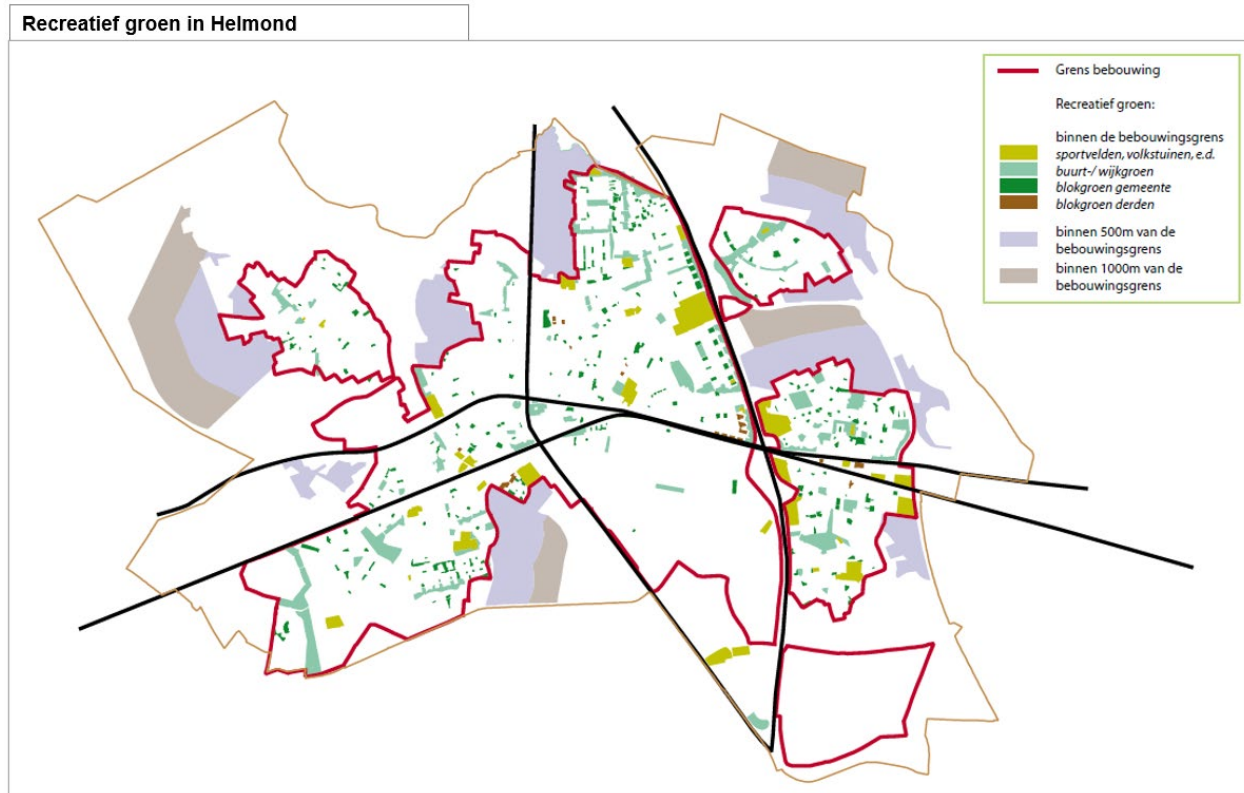 Recreatief groen in Helmond
Grens bebouwing
Recreatief groen:
binnen de bebouwingsgrens
sportvelden, volkstuinen, e.d.
buurt-/ wijkgroen
blokgroen gemeente
blokgroen derden
binnen 500m van de
bebouwingsgrens
binnen 1000m van de
bebouwingsgrens